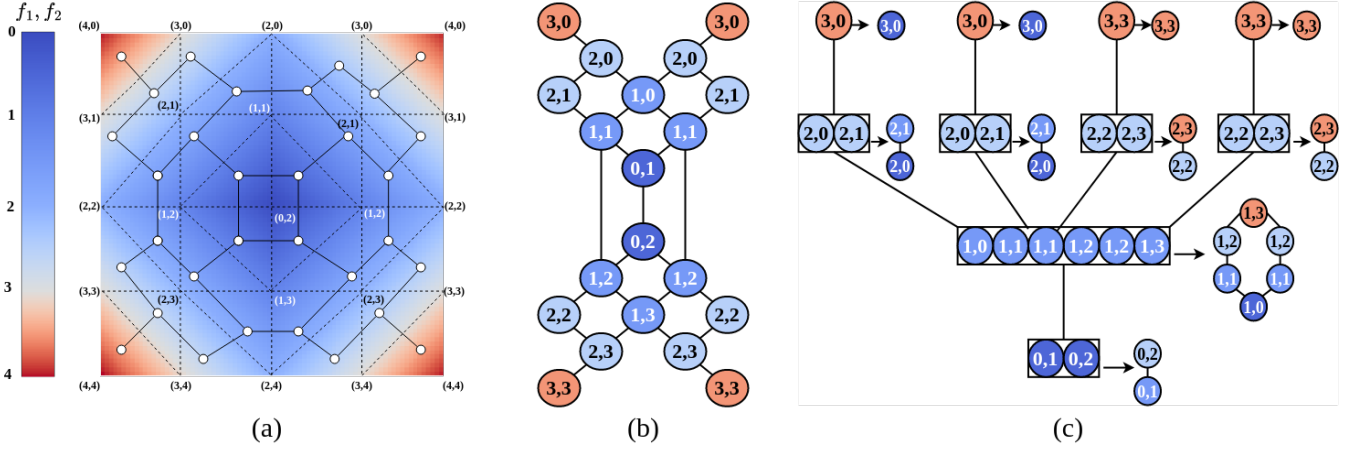 f1, f2
0
1
2
3
4
(4,0) (3,0) (2,0) (3,0) (4,0)
(2,1) (1,1)
(3,1) (2,1) (3,1)
(2,2) (1,2) (0,2) (1,2) (2,2)
(3,3) (2,3) (1,3) (2,3) (3,3)
(4,4) (3,4) (2,4) (3,4) (4,4)
(a)
3,0 3,0
2,0 2,0
2,1 1,0 2,1
1,1 1,1
0,1
0,2
1,2 1,2
2,2 1,3 2,2
2,3 2,3
3,3 3,3
(b)
3,0 3,0 3,0 3,0 3,3 3,3 3,3 3,3
2,0 2,1 2,1 2,0 2,1 2,1 2,2 2,3 2,3 2,2 2,3 2,3
2,0 2,0 2,2 2,2
1,3
1,0 1,1 1,1 1,2 1,2 1,3 1,2 1,2
1,1 1,1
1,0
0,1 0,2 0,2
0,1
(c)